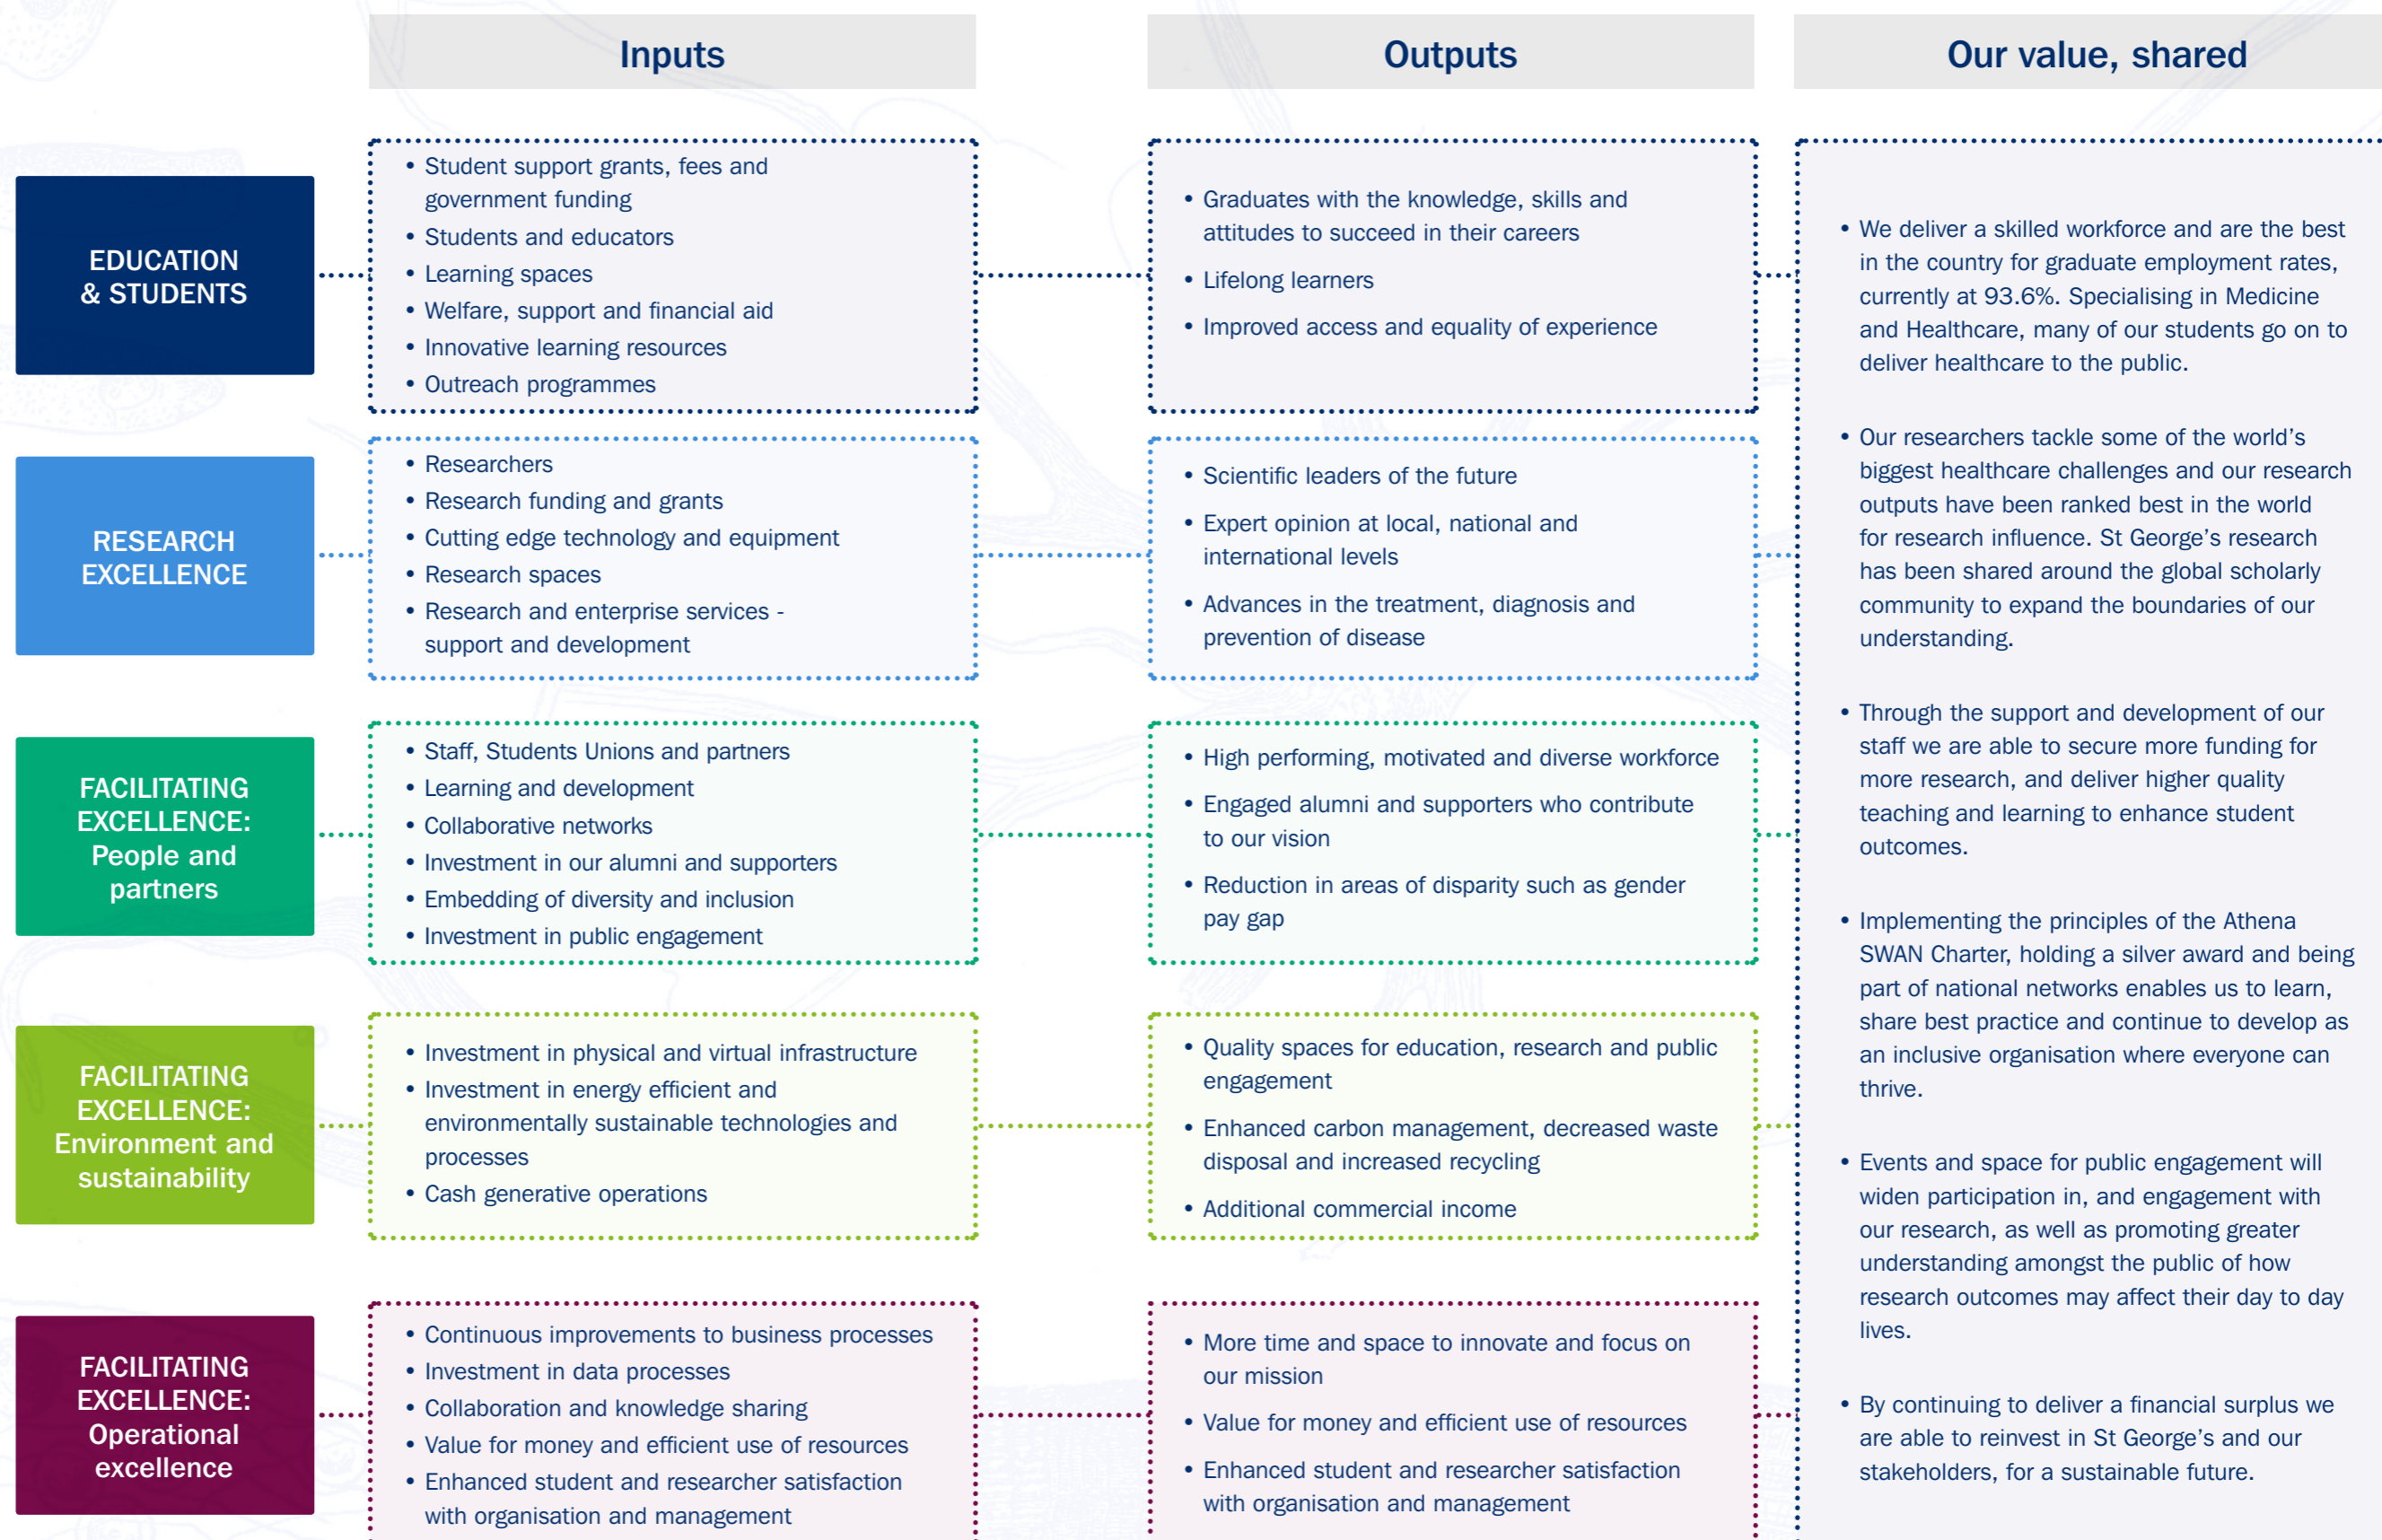 Inputs
Outputs
Our value, shared
EDUCATION
& STUDENTS
• Student support grants, fees and
government funding
• Students and educators
• Learning spaces
• Welfare, support and financial aid
• Innovative learning resources
• Outreach programmes
• Graduates with the knowledge, skills and
attitudes to succeed in their careers
• Lifelong learners
• Improved access and equality of experience
RESEARCH
EXCELLENCE
• Researchers
• Research funding and grants
• Cutting edge technology and equipment
• Research spaces
• Research and enterprise services -
support and development
• Scientific leaders of the future
• Expert opinion at local, national and
international levels
• Advances in the treatment, diagnosis and
prevention of disease
FACILITATING
EXCELLENCE:
People and
partners
• Staff, Students Unions and partners
• Learning and development
• Collaborative networks
• Investment in our alumni and supporters
• Embedding of diversity and inclusion
• Investment in public engagement
• High performing, motivated and diverse workforce
• Engaged alumni and supporters who contribute
to our vision
• Reduction in areas of disparity such as gender
pay gap
FACILITATING
EXCELLENCE:
Environment and
sustainability
• Investment in physical and virtual infrastructure
• Investment in energy efficient and
environmentally sustainable technologies and
processes
• Cash generative operations
• Quality spaces for education, research and public
engagement
• Enhanced carbon management, decreased waste
disposal and increased recycling
• Additional commercial income
FACILITATING
EXCELLENCE:
Operational
excellence
• Continuous improvements to business processes
• Investment in data processes
• Collaboration and knowledge sharing
• Value for money and efficient use of resources
• Enhanced student and researcher satisfaction
with organisation and management
• More time and space to innovate and focus on
our mission
• Value for money and efficient use of resources
• Enhanced student and researcher satisfaction
with organisation and management
• We deliver a skilled workforce and are the best
in the country for graduate employment rates,
currently at 93.6%. Specialising in Medicine
and Healthcare, many of our students go on to
deliver healthcare to the public.
• Our researchers tackle some of the world’s
biggest healthcare challenges and our research
outputs have been ranked best in the world
for research influence. St George’s research
has been shared around the global scholarly
community to expand the boundaries of our
understanding.
• Through the support and development of our
staff we are able to secure more funding for
more research, and deliver higher quality
teaching and learning to enhance student
outcomes.
• Implementing the principles of the Athena
SWAN Charter, holding a silver award and being
part of national networks enables us to learn,
share best practice and continue to develop as
an inclusive organisation where everyone can
thrive.
• Events and space for public engagement will
widen participation in, and engagement with
our research, as well as promoting greater
understanding amongst the public of how
research outcomes may affect their day to day
lives.
• By continuing to deliver a financial surplus we
are able to reinvest in St George’s and our
stakeholders, for a sustainable future.